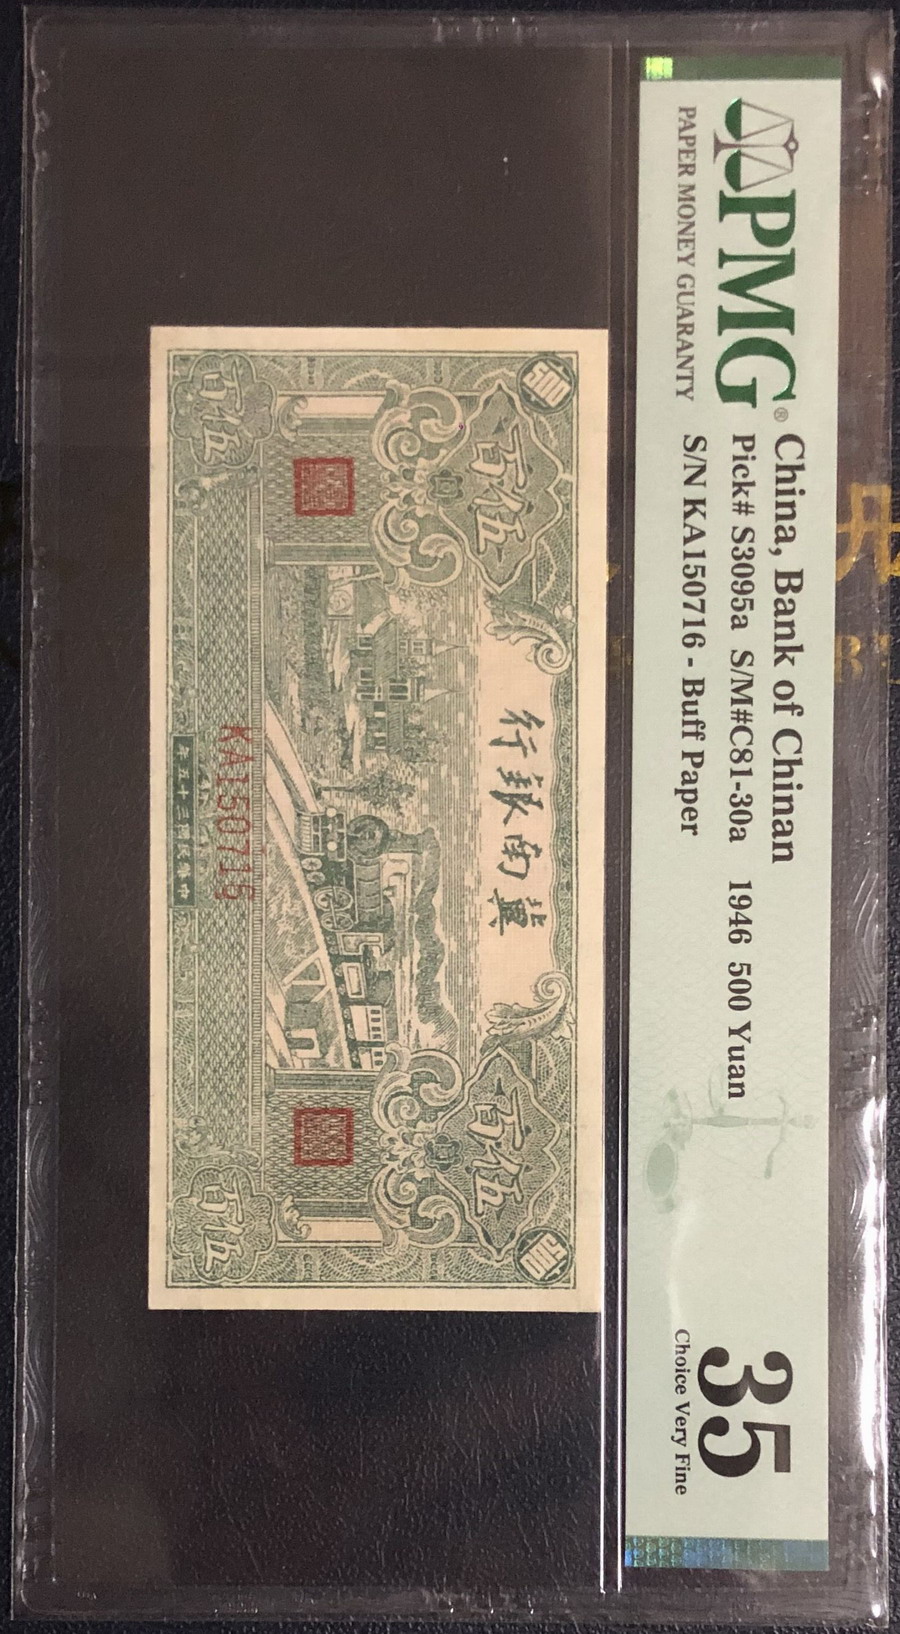 PMG®
PAPER MONEY GUARANTY
China, Bank of Chinan
Pick# S3095a S/M#C81-30a 1946 500 Yuan
S/N KA150716 - Buff Paper
35
Choice Very Fine
行銀南冀
百伍
百伍
KA150716
百伍
百伍
年五十三國民華中